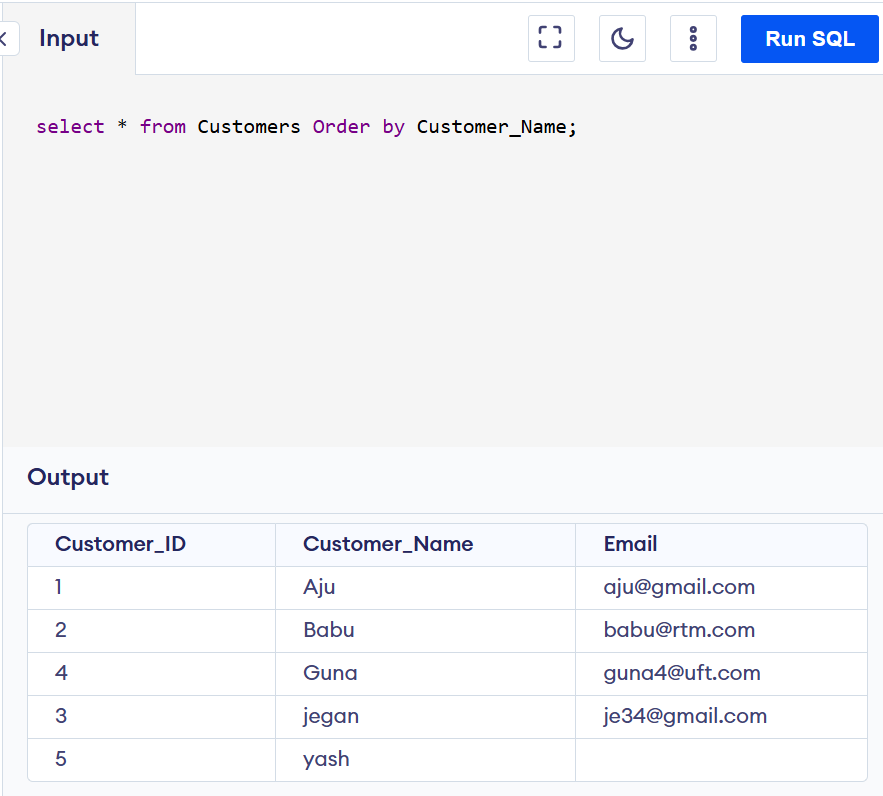 Input
Run SQL
select * from Customers Order by Customer_Name;
Output
Customer_ID Customer_Name Email
1 Aju aju@gmail.com
2 Babu babu@rtm.com
4 Guna guna4@uft.com
3 jegan je34@gmail.com
5 yash